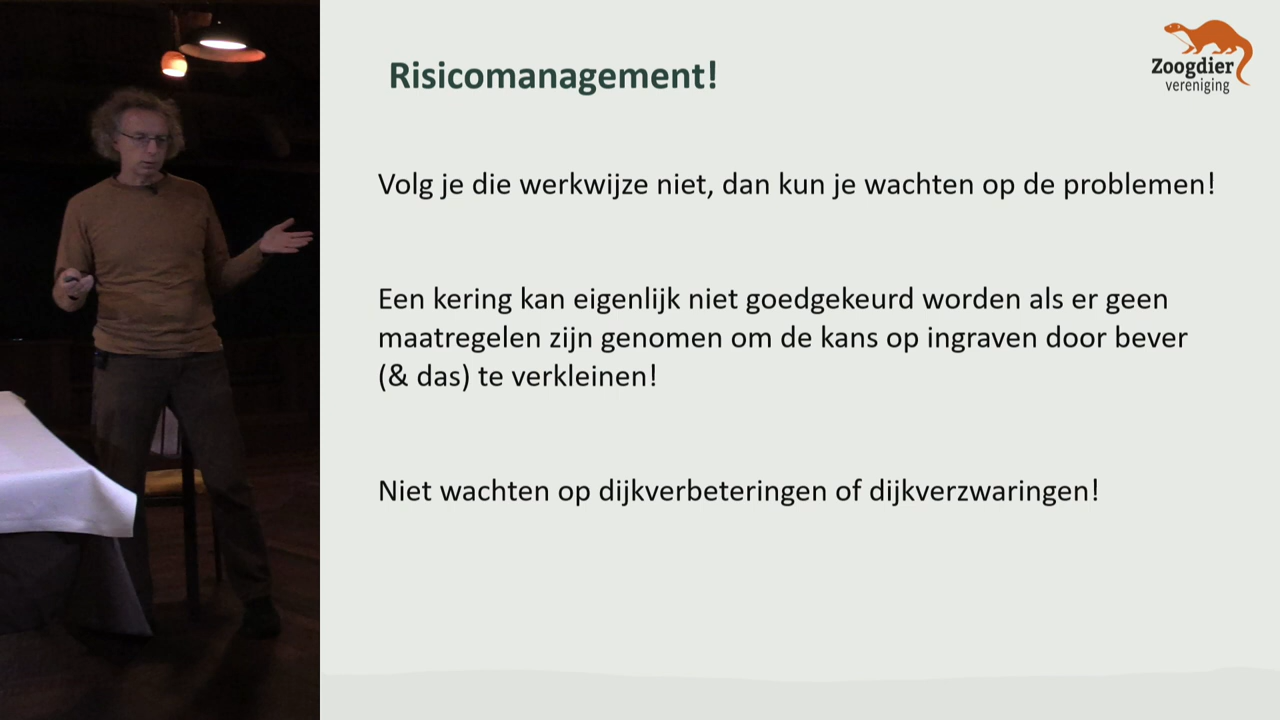 Risicomanagement!
Zoogdier
vereniging
Volg je die werkwijze niet, dan kun je wachten op de problemen!
Een kering kan eigenlijk niet goedgekeurd worden als er geen
maatregelen zijn genomen om de kans op ingraven door bever
(& das) te verkleinen!
Niet wachten op dijkverbeteringen of dijkverzwaringen!